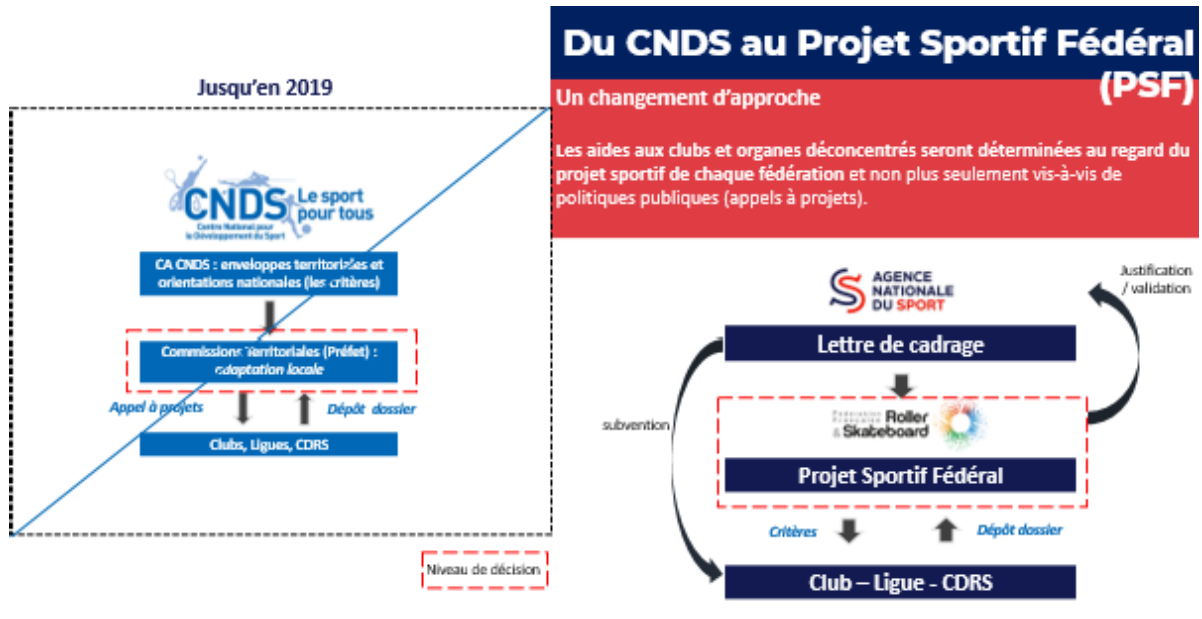 Du CNDS au Projet Sportif Fédéral
(PSF)
Un changement d'approche
Les aides aux clubs et organes déconcentrés seront déterminées au regard du
projet sportif de chaque fédération et non plus seulement vis-à-vis de
politiques publiques (appels à projets).
Jusqu'en 2019
CNDS
Le sport
pour tous
Centre National pour
le Développement du Sport
CA CNDS : enveloppes territoriales et
orientations nationales (les critères)
Commissions Territoriales (Préfet) :
adaptation locale
Appel à projets
Dépôt dossier
Clubs, Ligues, CDRS
Niveau de décision
AGENCE
NATIONALE
DU SPORT
Justification
/ validation
Lettre de cadrage
subvention
Fédération Roller
Française
& Skateboard
Projet Sportif Fédéral
Critères
Dépôt dossier
Club – Ligue - CDRS